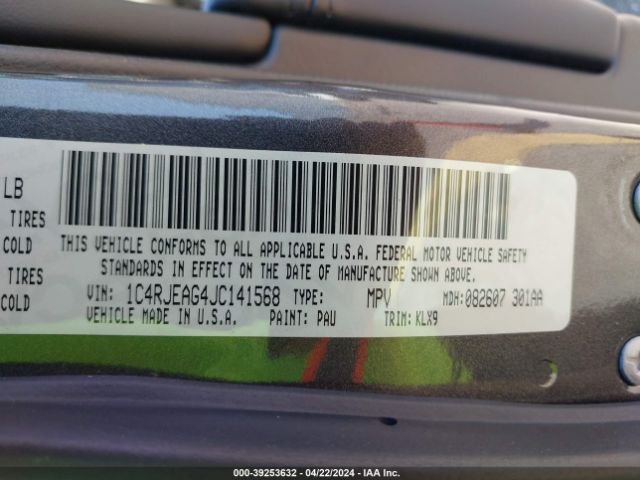 LB
TIRES
COLD
TIRES
COLD
THIS VEHICLE CONFORMS TO ALL APPLICABLE U.S.A. FEDERAL MOTOR VEHICLE SAFETY
STANDARDS IN EFFECT ON THE DATE OF MANUFACTURE SHOWN ABOVE.
VIN: 1C4RJEAG4JC141568 TYPE: MPV MDH:082607 301AA
VEHICLE MADE IN U.S.A. PAINT: PAU TRIM: KLX9
000-39253632 - 04/22/2024 - IAA Inc.